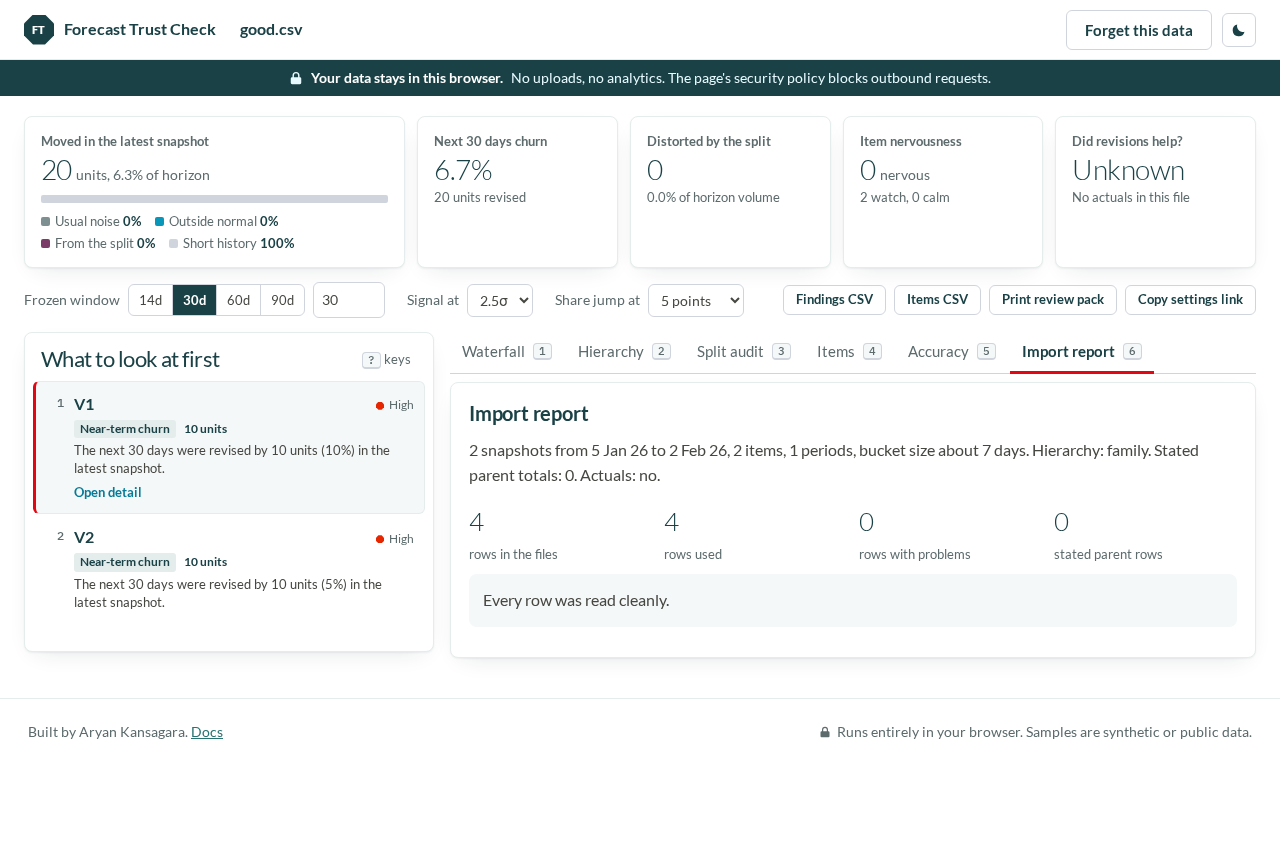 FT Forecast Trust Check good.csv Forget this data
Your data stays in this browser. No uploads, no analytics. The page's security policy blocks outbound requests.
Moved in the latest snapshot
20 units, 6.3% of horizon
Usual noise 0% Outside normal 0%
From the split 0% Short history 100%
Next 30 days churn
6.7%
20 units revised
Distorted by the split
0
0.0% of horizon volume
Item nervousness
0 nervous
2 watch, 0 calm
Did revisions help?
Unknown
No actuals in this file
Frozen window 14d 30d 60d 90d 30 Signal at 2.5σ Share jump at 5 points Findings CSV Items CSV Print review pack Copy settings link
What to look at first ? keys
1 V1 High
Near-term churn 10 units
The next 30 days were revised by 10 units (10%) in the
latest snapshot.
Open detail
2 V2 High
Near-term churn 10 units
The next 30 days were revised by 10 units (5%) in the
latest snapshot.
Waterfall 1 Hierarchy 2 Split audit 3 Items 4 Accuracy 5 Import report 6
Import report
2 snapshots from 5 Jan 26 to 2 Feb 26, 2 items, 1 periods, bucket size about 7 days. Hierarchy: family. Stated
parent totals: 0. Actuals: no.
4 4 0 0
rows in the files rows used rows with problems stated parent rows
Every row was read cleanly.
Built by Aryan Kansagara. Docs Runs entirely in your browser. Samples are synthetic or public data.